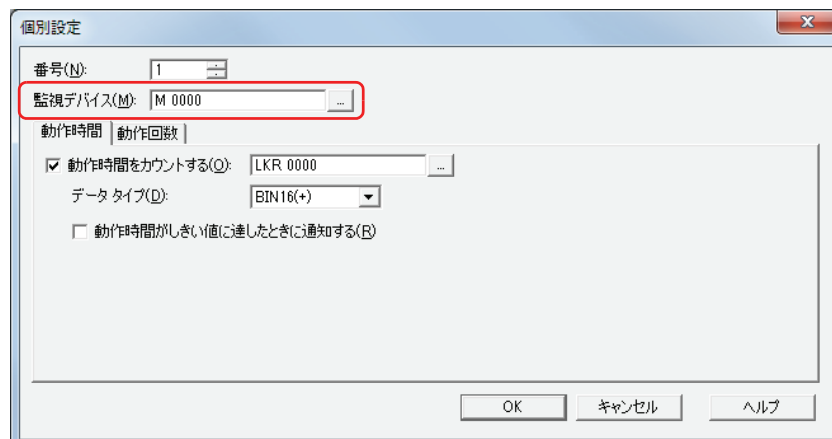 個別設定
番号(N): 1
監視デバイス(M): M 0000 ...
動作時間 動作回数
動作時間をカウントする(O): LKR 0000 ...
データ タイプ(D): BIN16(+)
動作時間がしきい値に達したときに通知する(R)
OK キャンセル ヘルプ